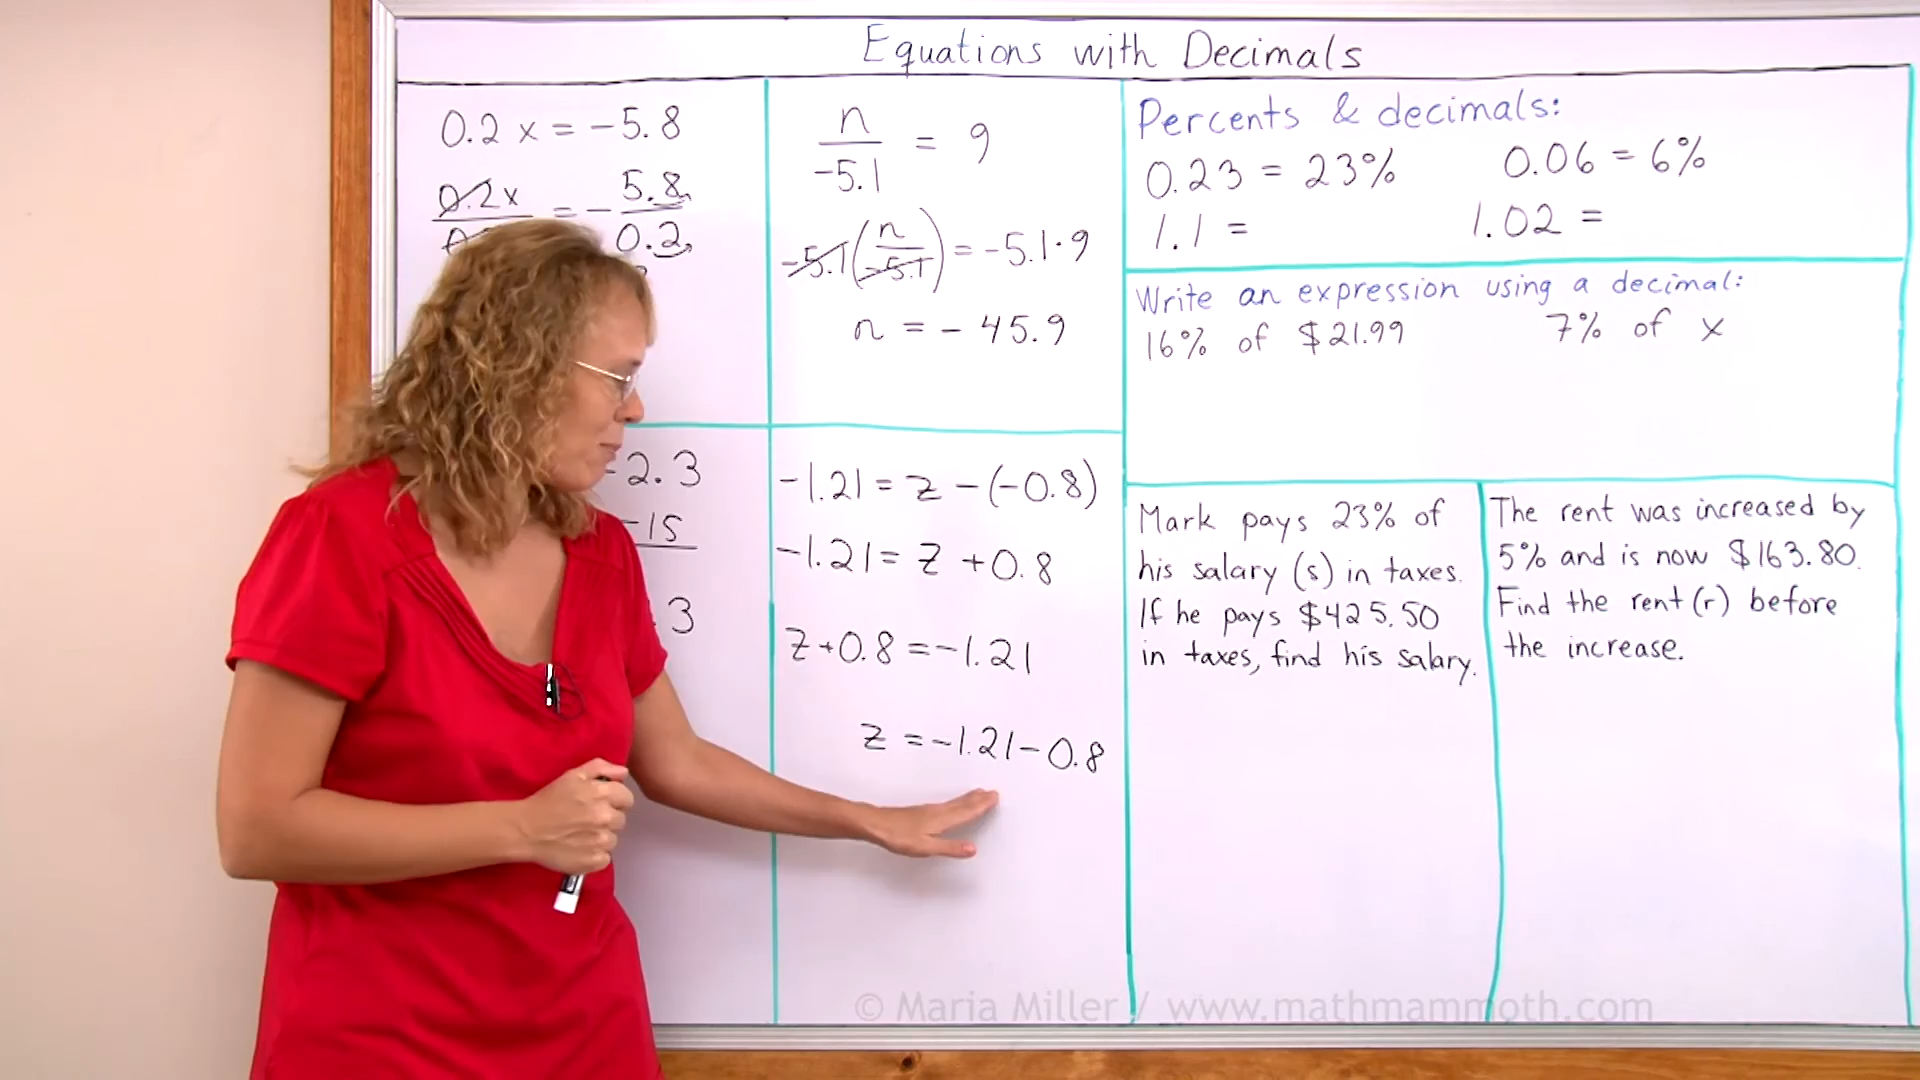 Equations with Decimals
0.2 x = -5.8
0.2x = - 5.8
0.2
n
-5.1 = 9
-5.1(n/-5.1) = -5.1·9
n = -45.9
-2.3
-15
.3
-1.21 = z - (-0.8)
-1.21 = z + 0.8
z + 0.8 = -1.21
z = -1.21 - 0.8
Percents & decimals:
0.23 = 23% 0.06 = 6%
1.1 = 1.02 =
Write an expression using a decimal:
16% of $21.99 7% of x
Mark pays 23% of
his salary (s) in taxes.
If he pays $425.50
in taxes, find his salary.
The rent was increased by
5% and is now $163.80.
Find the rent (r) before
the increase.
© Maria Miller / www.mathmammoth.com